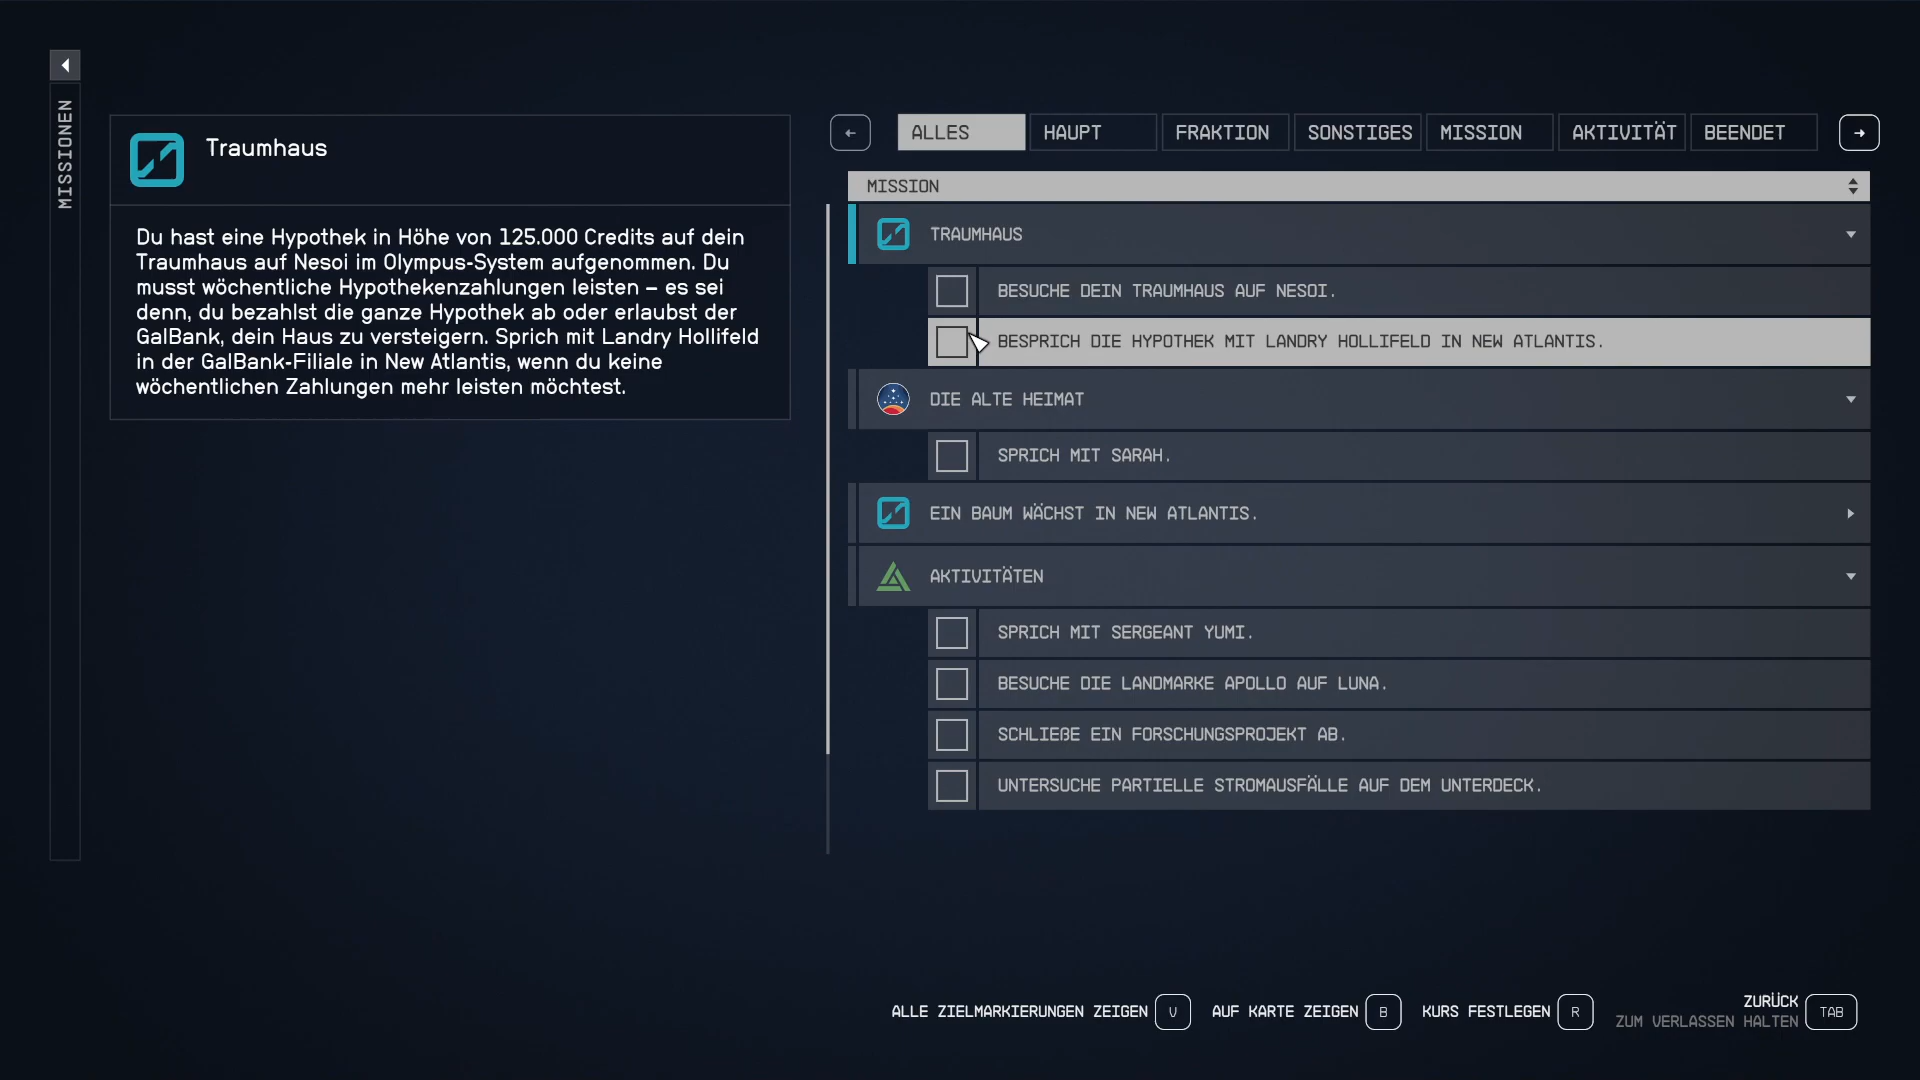 MISSIONEN
Traumhaus
Du hast eine Hypothek in Höhe von 125.000 Credits auf dein
Traumhaus auf Nesoi im Olympus-System aufgenommen. Du
musst wöchentliche Hypothekenzahlungen leisten – es sei
denn, du bezahlst die ganze Hypothek ab oder erlaubst der
GalBank, dein Haus zu versteigern. Sprich mit Landry Hollifeld
in der GalBank-Filiale in New Atlantis, wenn du keine
wöchentlichen Zahlungen mehr leisten möchtest.
ALLES HAUPT FRAKTION SONSTIGES MISSION AKTIVITÄT BEENDET
MISSION
TRAUMHAUS
BESUCHE DEIN TRAUMHAUS AUF NESOI.
BESPRICH DIE HYPOTHEK MIT LANDRY HOLLIFELD IN NEW ATLANTIS.
DIE ALTE HEIMAT
SPRICH MIT SARAH.
EIN BAUM WÄCHST IN NEW ATLANTIS.
AKTIVITÄTEN
SPRICH MIT SERGEANT YUMI.
BESUCHE DIE LANDMARKE APOLLO AUF LUNA.
SCHLIEßE EIN FORSCHUNGSPROJEKT AB.
UNTERSUCHE PARTIELLE STROMAUSFÄLLE AUF DEM UNTERDECK.
ALLE ZIELMARKIERUNGEN ZEIGEN V AUF KARTE ZEIGEN B KURS FESTLEGEN R ZURÜCK
ZUM VERLASSEN HALTEN TAB